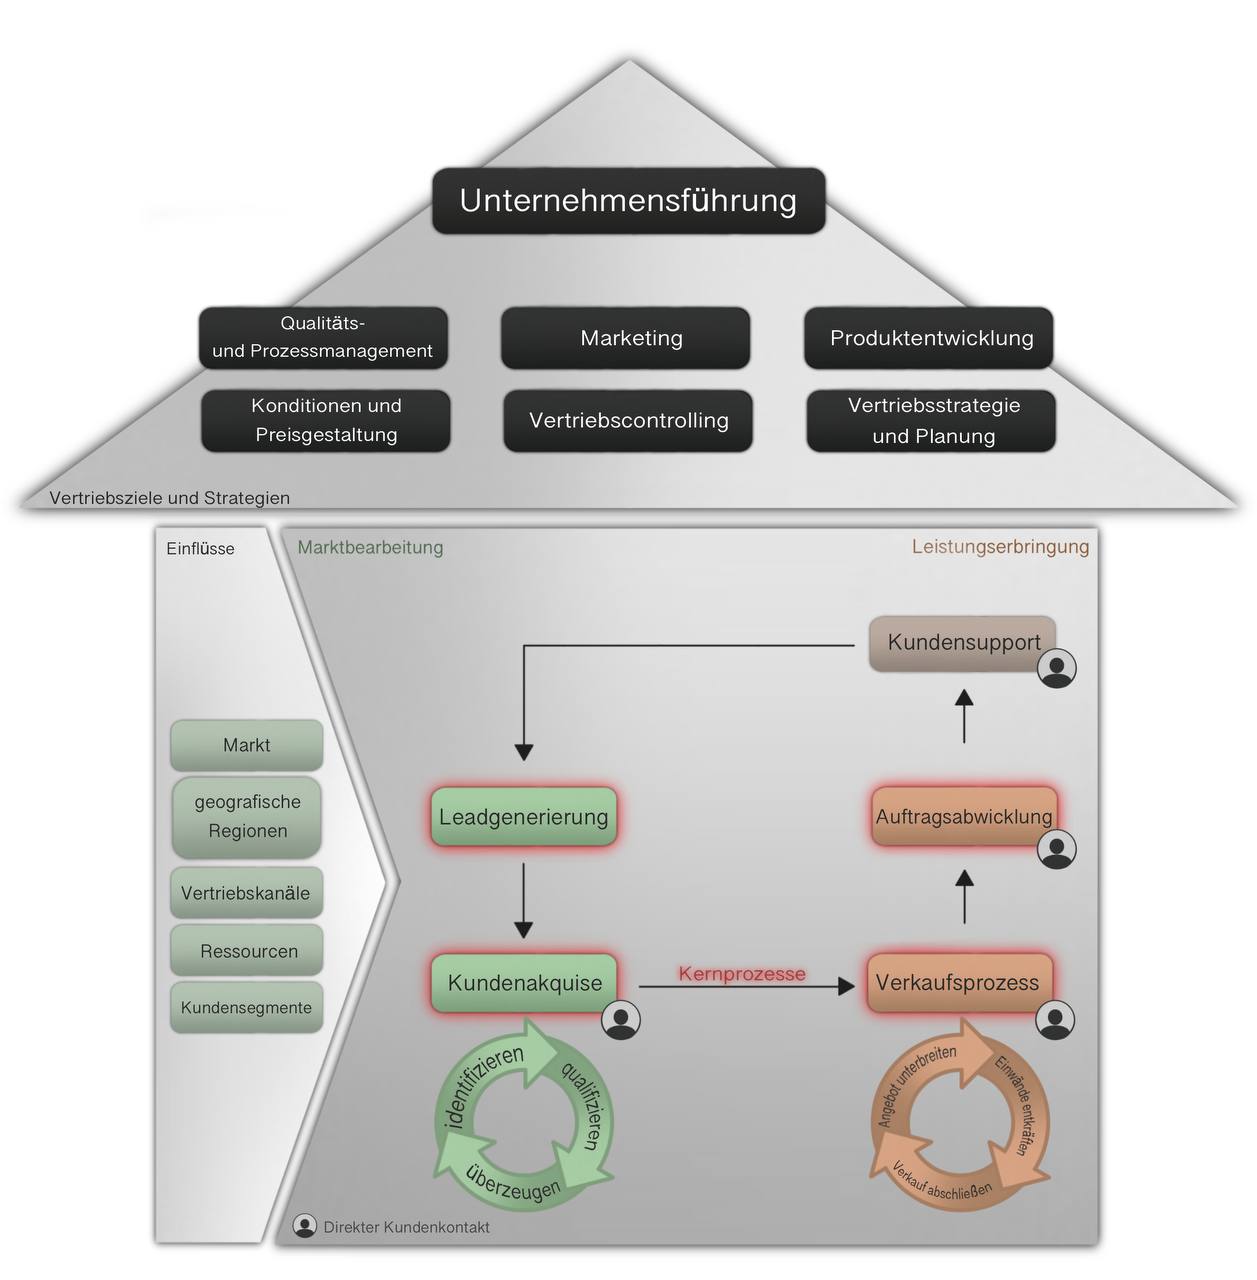 Unternehmensführung
Qualitäts-
und Prozessmanagement
Marketing
Produktentwicklung
Konditionen und
Preisgestaltung
Vertriebscontrolling
Vertriebsstrategie
und Planung
Vertriebsziele und Strategien
Einflüsse
Marktbearbeitung
Leistungserbringung
Kundensupport
Markt
geografische
Regionen
Vertriebskanäle
Ressourcen
Kundensegmente
Leadgenerierung
Auftragsabwicklung
Kundenakquise
Kernprozesse
Verkaufsprozess
identifizieren
qualifizieren
überzeugen
Angebot unterbreiten
Einwände entkräften
Verkauf abschließen
Direkter Kundenkontakt